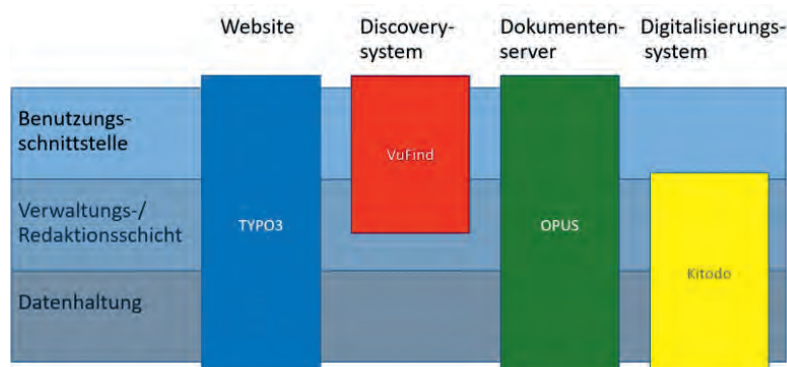 Website
Discovery-
system
Dokumenten-
server
Digitalisierungs-
system
Benutzungs-
schnittstelle
VuFind
Verwaltungs-/
Redaktionsschicht
TYPO3
OPUS
Kitodo
Datenhaltung